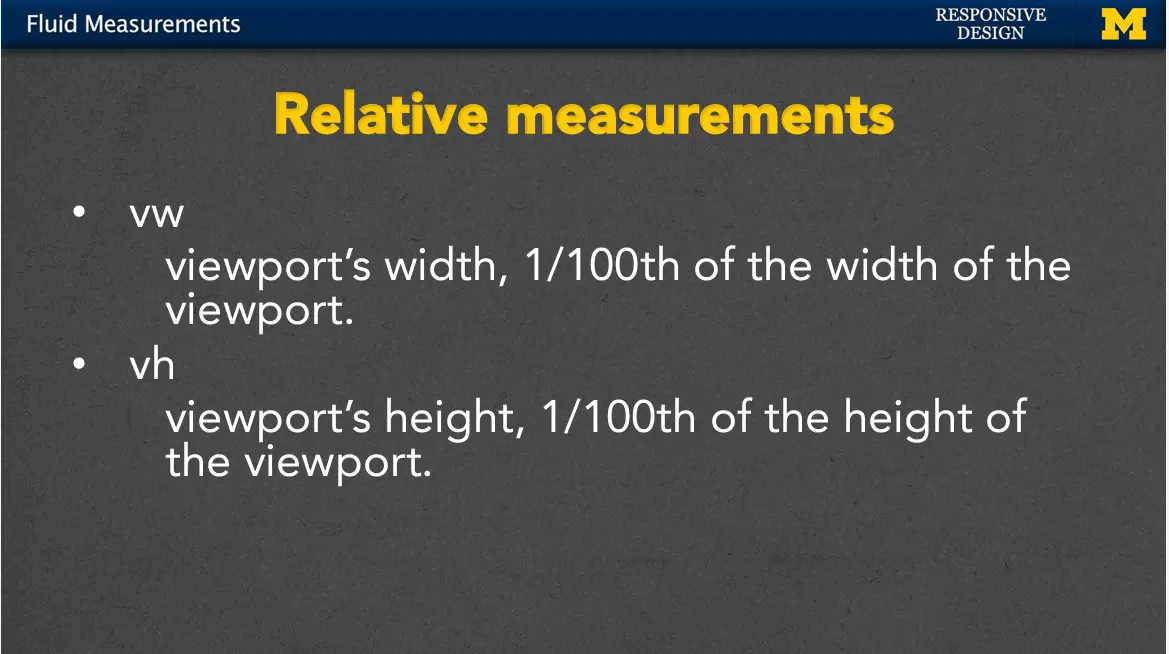 Fluid Measurements
RESPONSIVE
DESIGN
M
Relative measurements
• vw
viewport’s width, 1/100th of the width of the
viewport.
• vh
viewport’s height, 1/100th of the height of
the viewport.